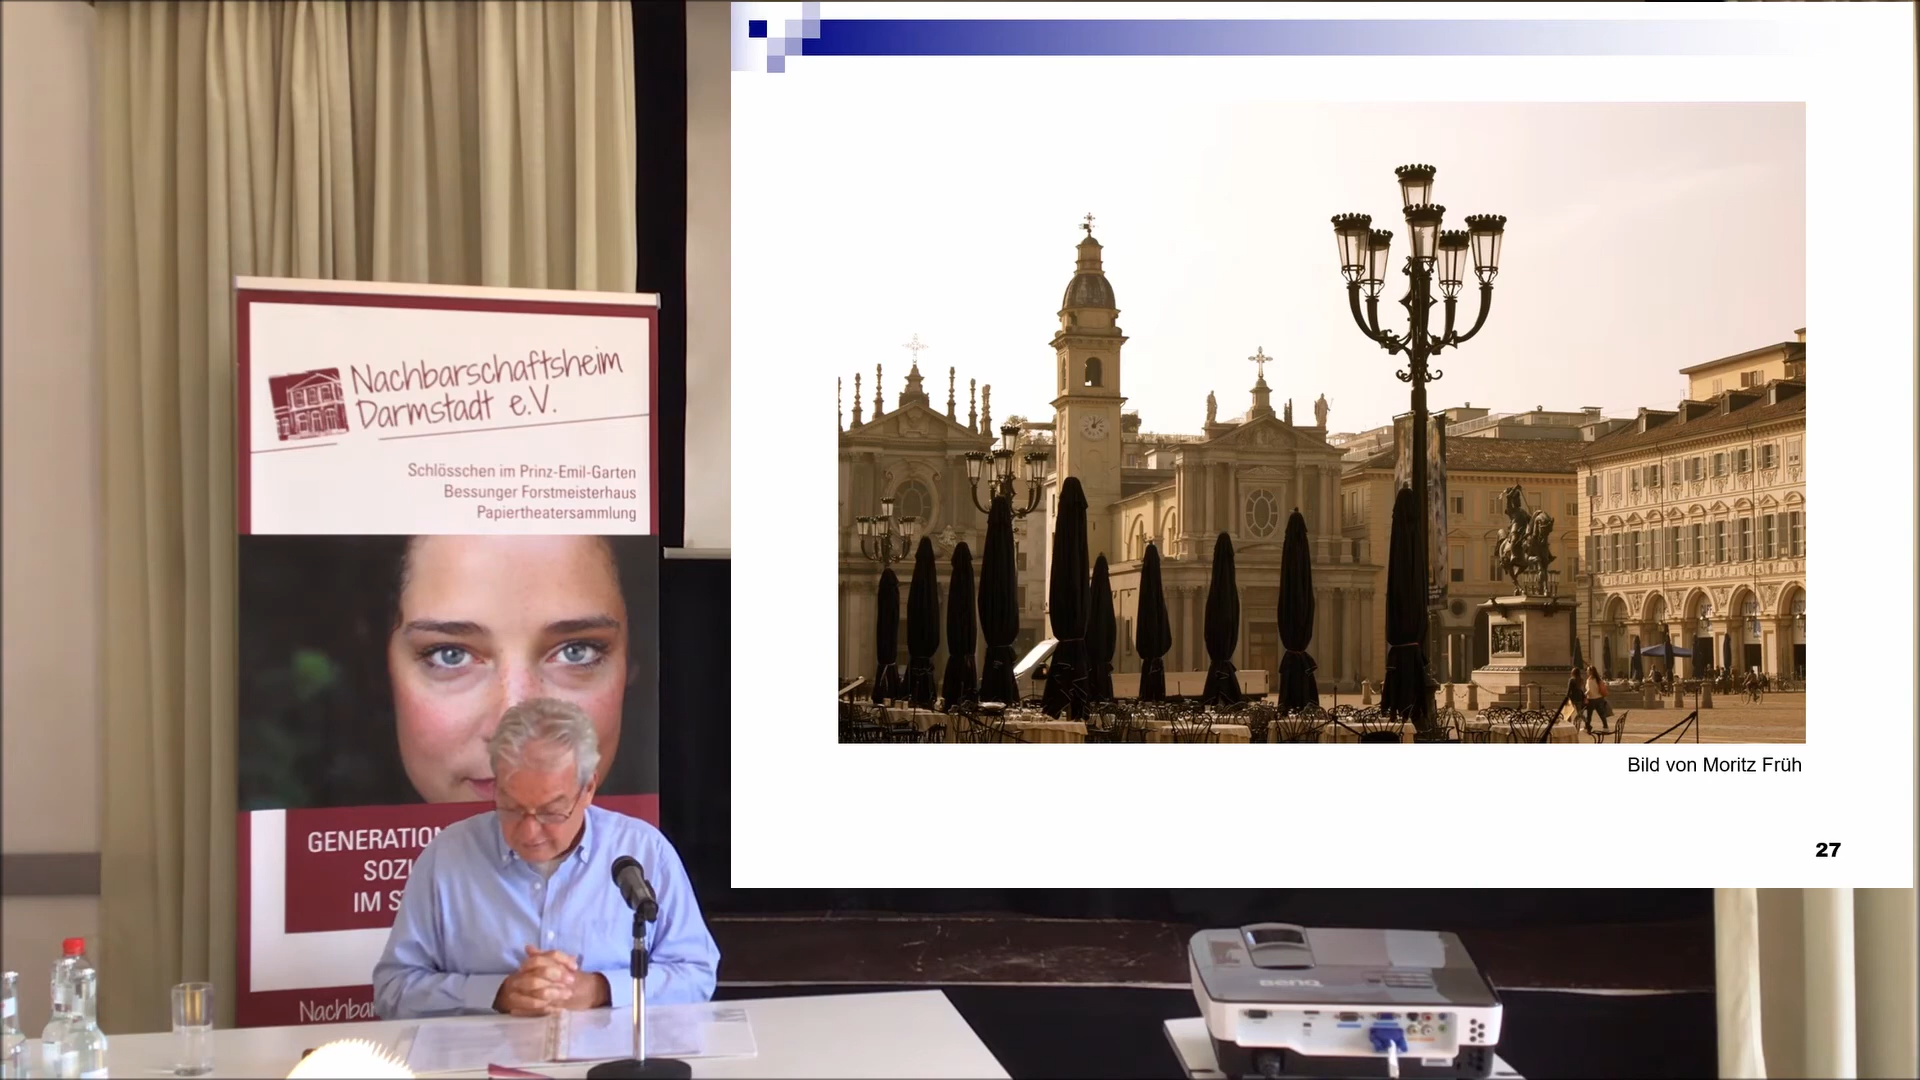 Nachbarschaftsheim
Darmstadt e.V.
Schlösschen im Prinz-Emil-Garten
Bessunger Forstmeisterhaus
Papiertheatersammlung
GENERATION
SOZI
IM S
Nachbar
Bild von Moritz Früh
27
BenQ